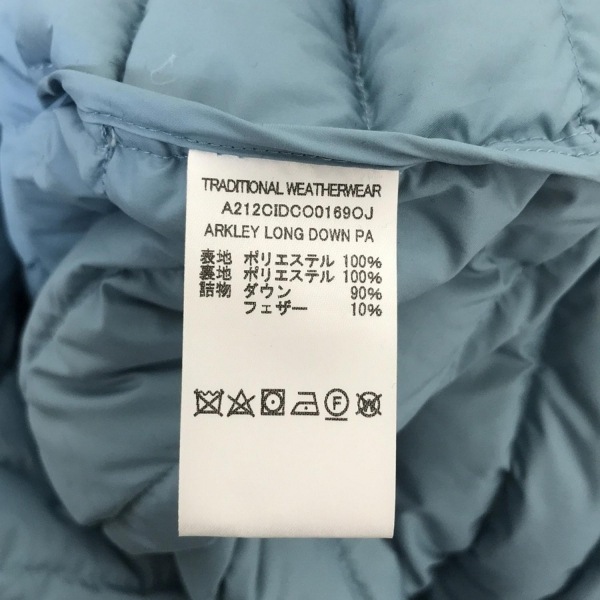 TRADITIONAL WEATHERWEAR
A212CIDCO0169OJ
ARKLEY LONG DOWN PA
表地 ポリエステル 100%
裏地 ポリエステル 100%
詰物 ダウン 90%
フェザー 10%
F W